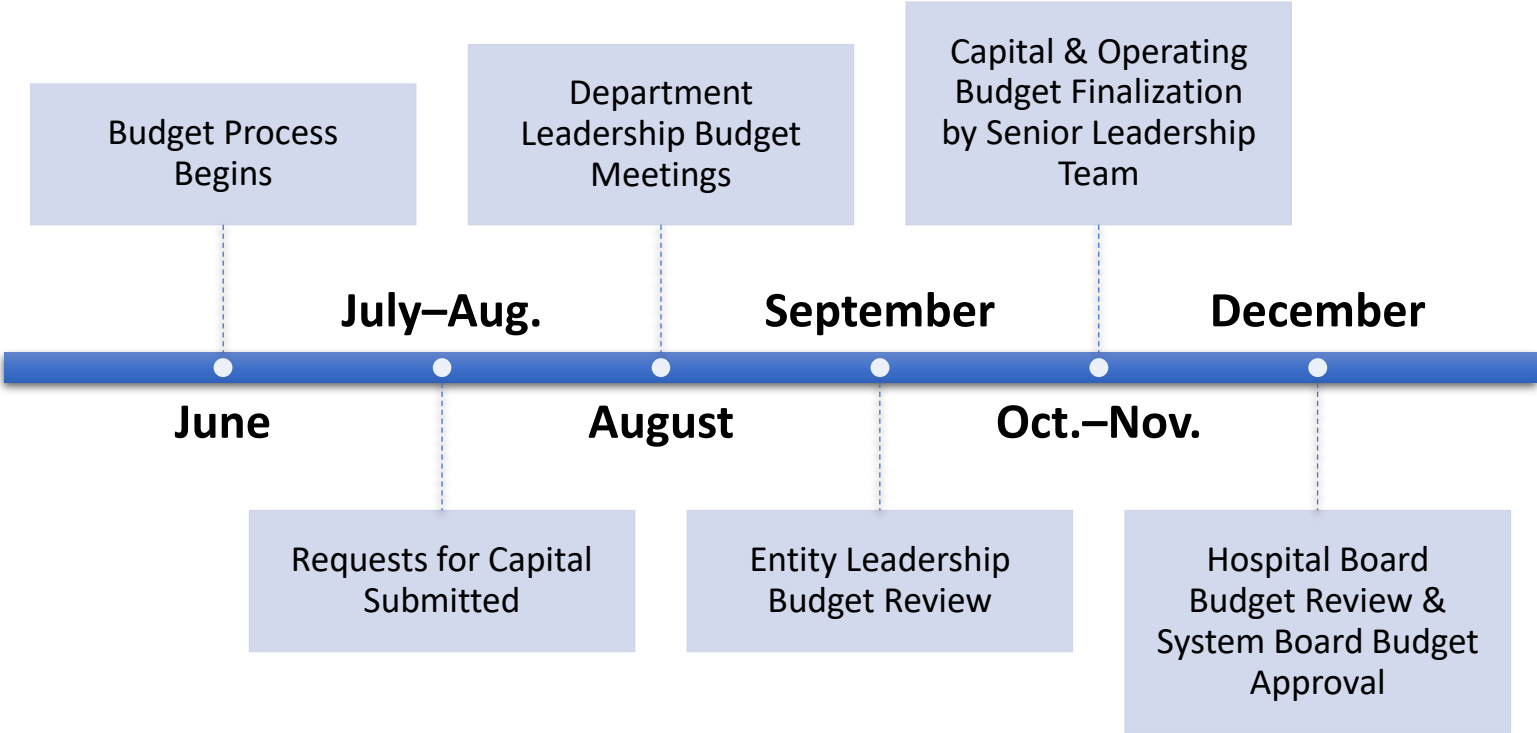 Budget Process
Begins
June
July–Aug.
Requests for Capital
Submitted
Department
Leadership Budget
Meetings
August
September
Entity Leadership
Budget Review
Capital & Operating
Budget Finalization
by Senior Leadership
Team
Oct.–Nov.
December
Hospital Board
Budget Review &
System Board Budget
Approval